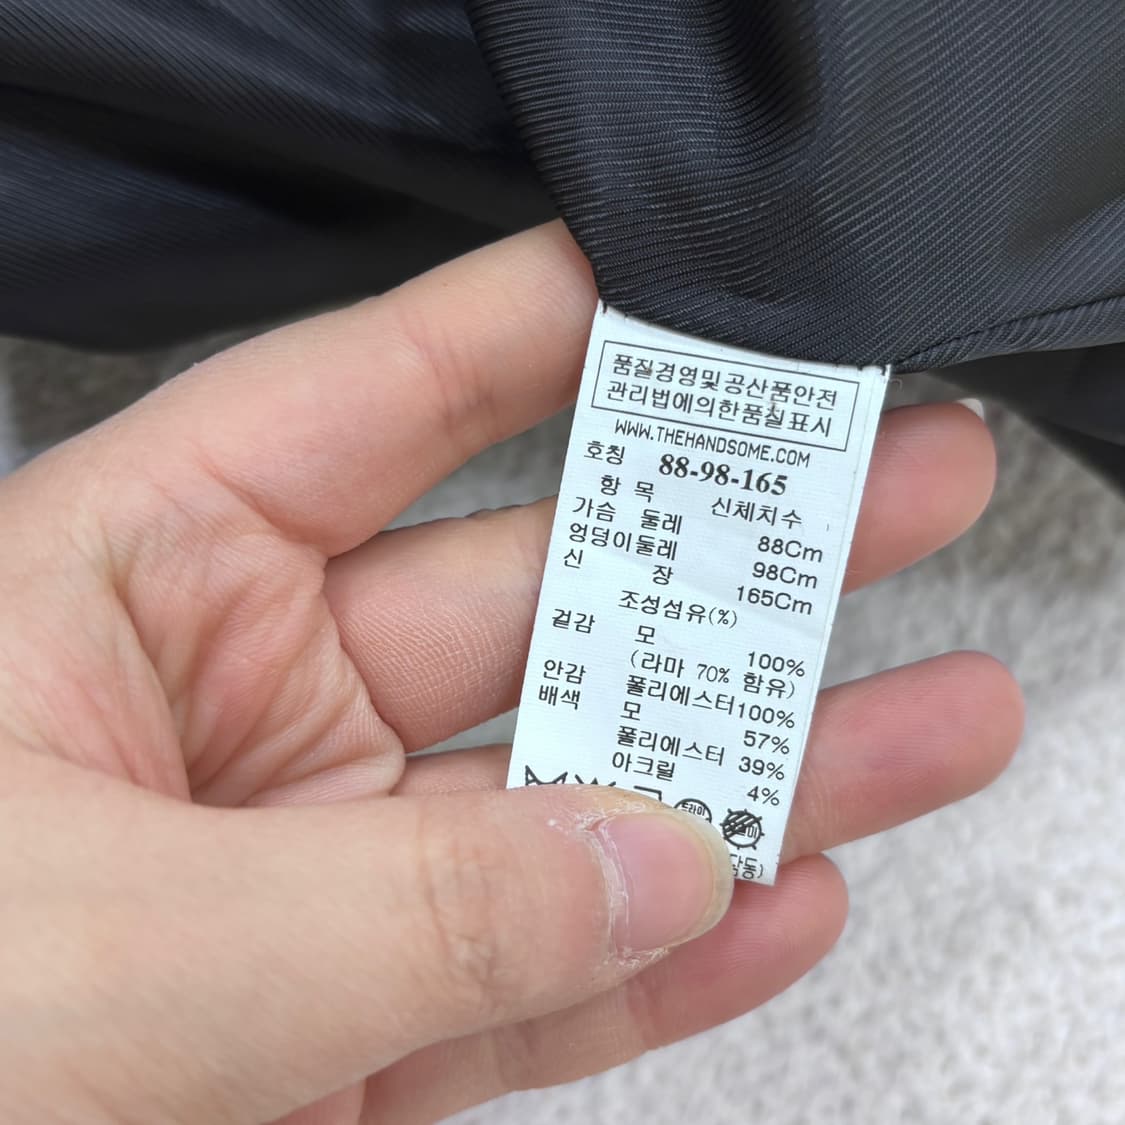 품질경영및공산품안전
관리법에의한품질표시
WWW.THEHANDSOME.COM
호칭 88-98-165
항 목 신체치수
가슴 둘레 88Cm
엉덩이둘레 98Cm
신 장 165Cm
조성섬유(%)
겉감 모 100%
(라마 70% 함유)
안감 폴리에스터 100%
배색 모 57%
폴리에스터 39%
아크릴 4%
드라이